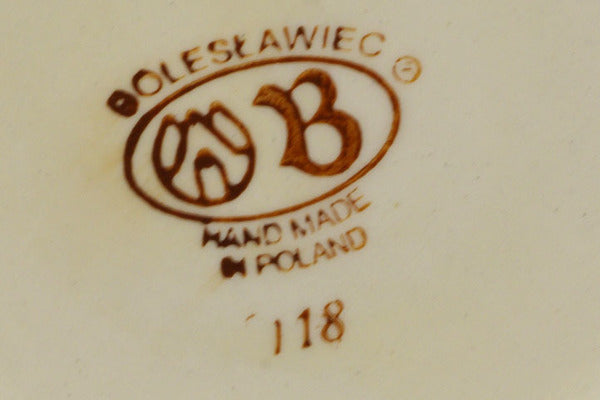 BOLESŁAWIEC ®
B
HAND MADE
IN POLAND
118